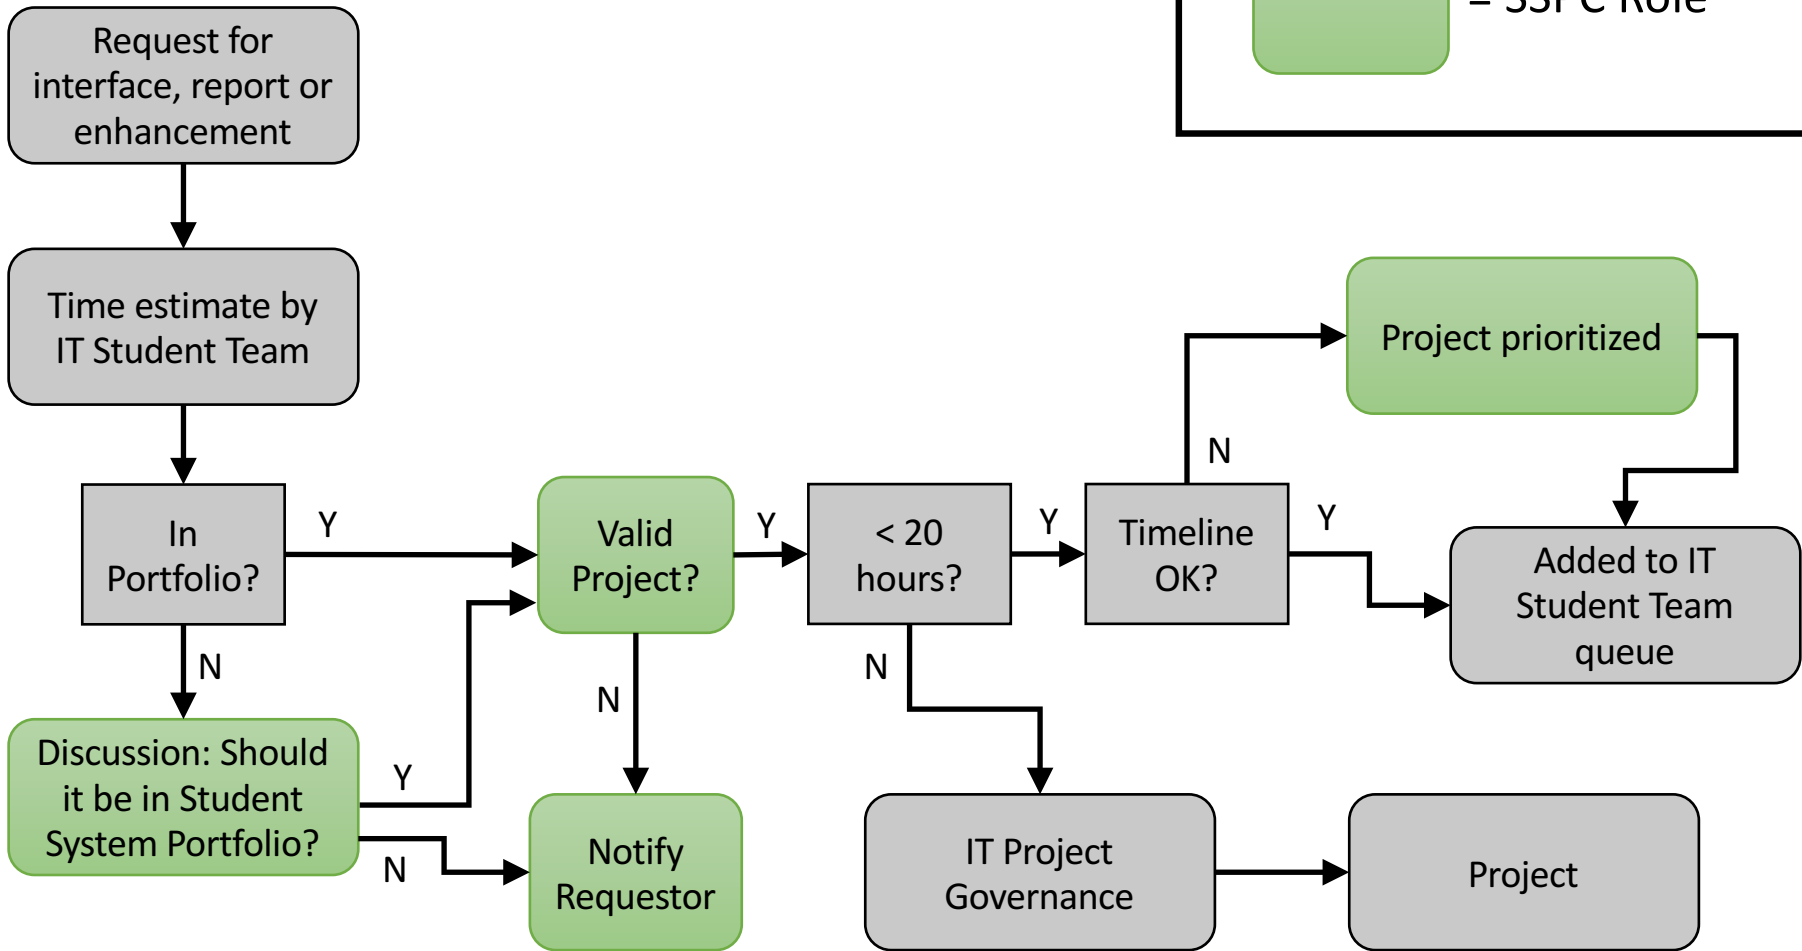 Request for
interface, report or
enhancement
= SSPC Role
Time estimate by
IT Student Team
Project prioritized
N
In
Portfolio?
Y
Valid
Project?
Y
< 20
hours?
Y
Timeline
OK?
Y
Added to IT
Student Team
queue
N
N
N
Discussion: Should
it be in Student
System Portfolio?
Y
N
Notify
Requestor
IT Project
Governance
Project